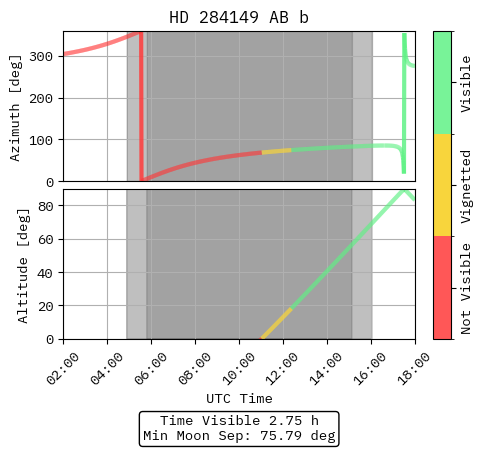 HD 284149 AB b
Azimuth [deg]
300
200
100
0
Altitude [deg]
80
60
40
20
0
02:00
04:00
06:00
08:00
10:00
12:00
14:00
16:00
18:00
UTC Time
Visible
Vignetted
Not Visible
Time Visible 2.75 h
Min Moon Sep: 75.79 deg